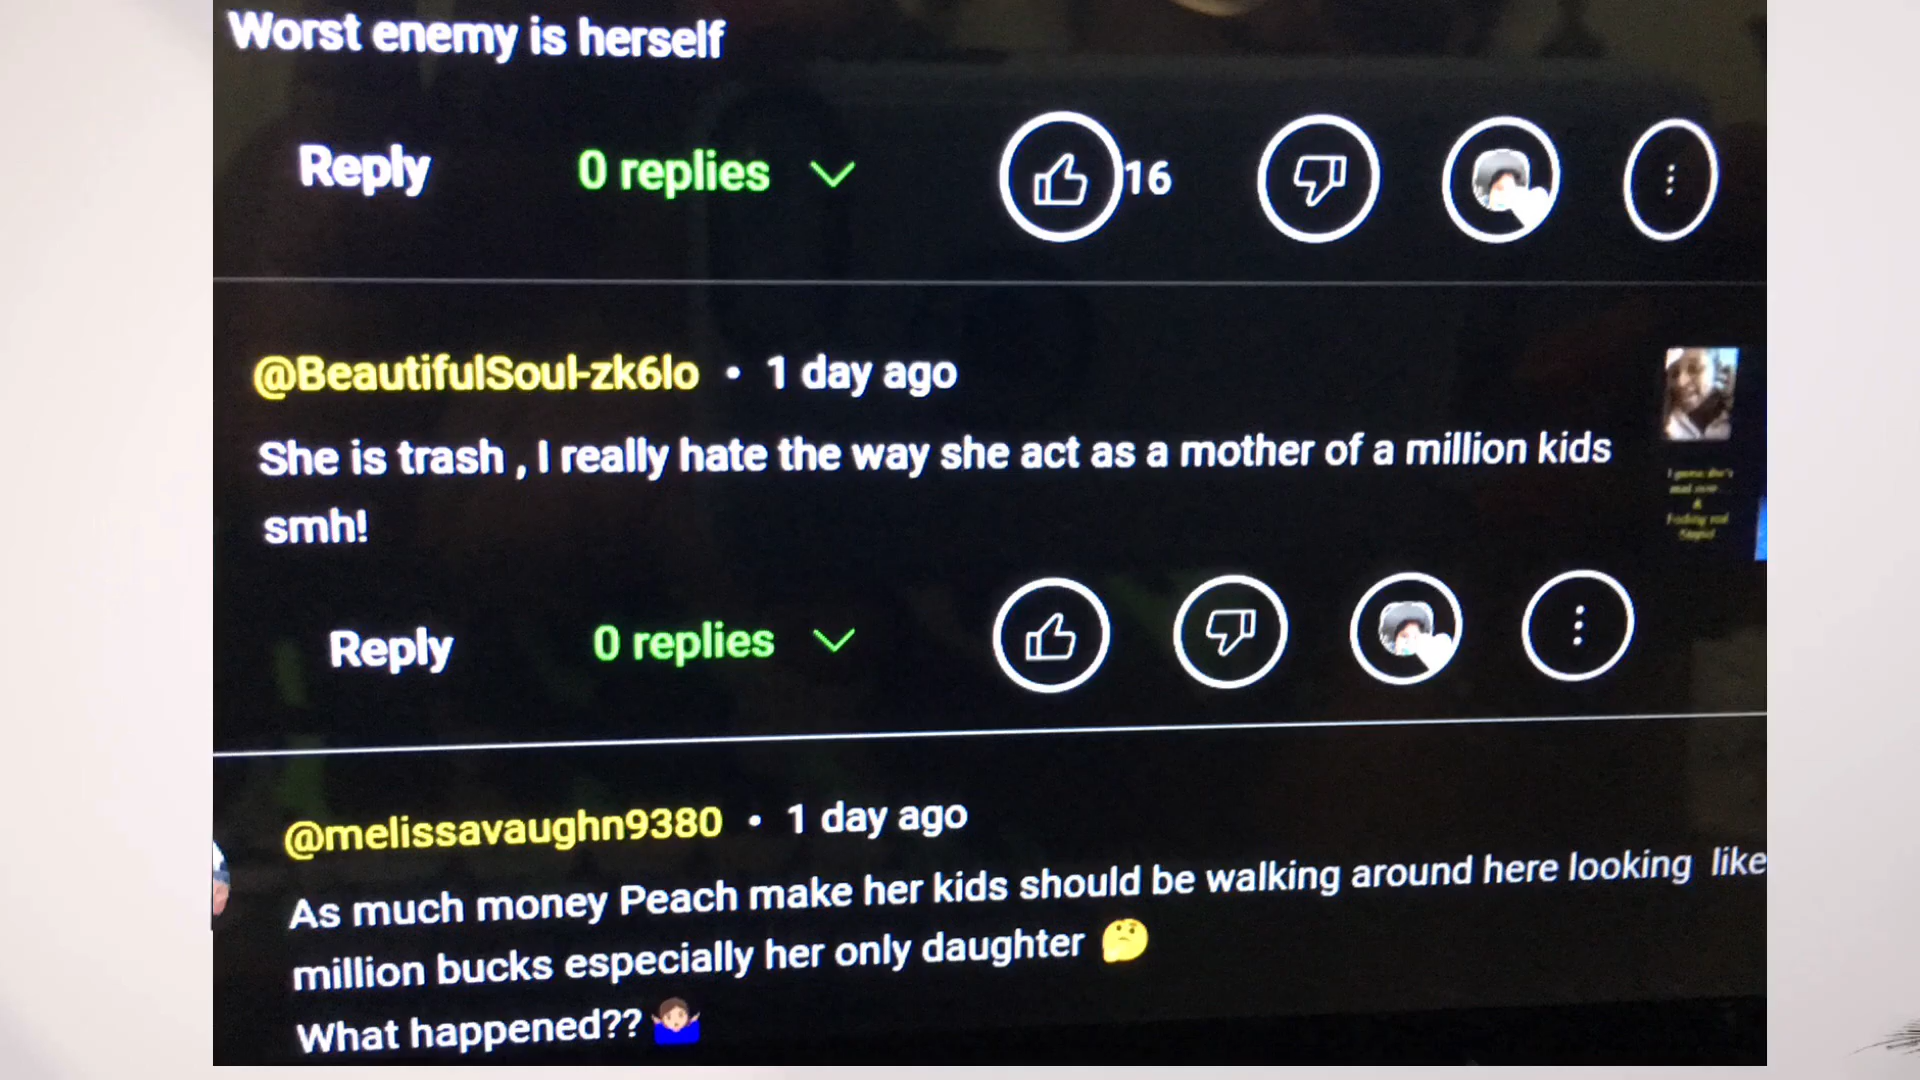 Worst enemy is herself
Reply 0 replies 16
@BeautifulSoul-zk6lo • 1 day ago
She is trash , I really hate the way she act as a mother of a million kids
smh!
Reply 0 replies
@melissavaughn9380 • 1 day ago
As much money Peach make her kids should be walking around here looking like
million bucks especially her only daughter 🤔
What happened?? 🤷🏻‍♀️